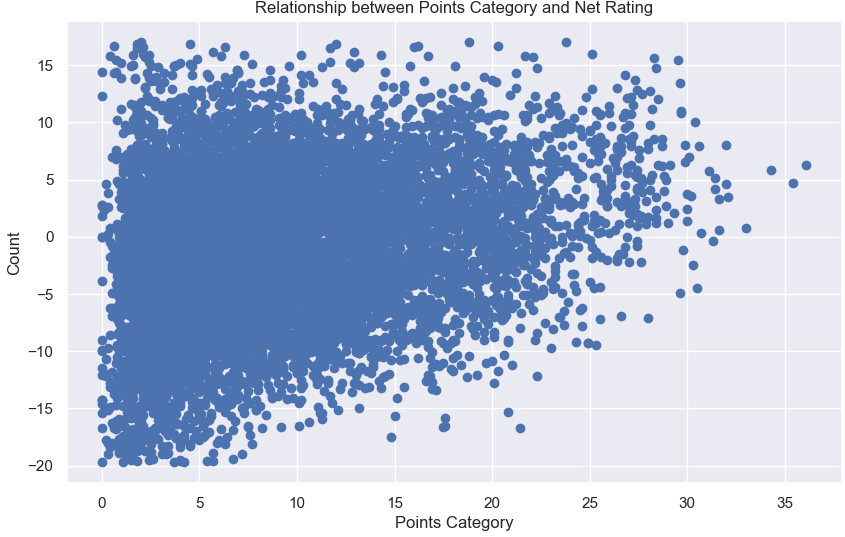 Relationship between Points Category and Net Rating
15
10
5
0
−5
−10
−15
−20
Count
0 5 10 15 20 25 30 35
Points Category